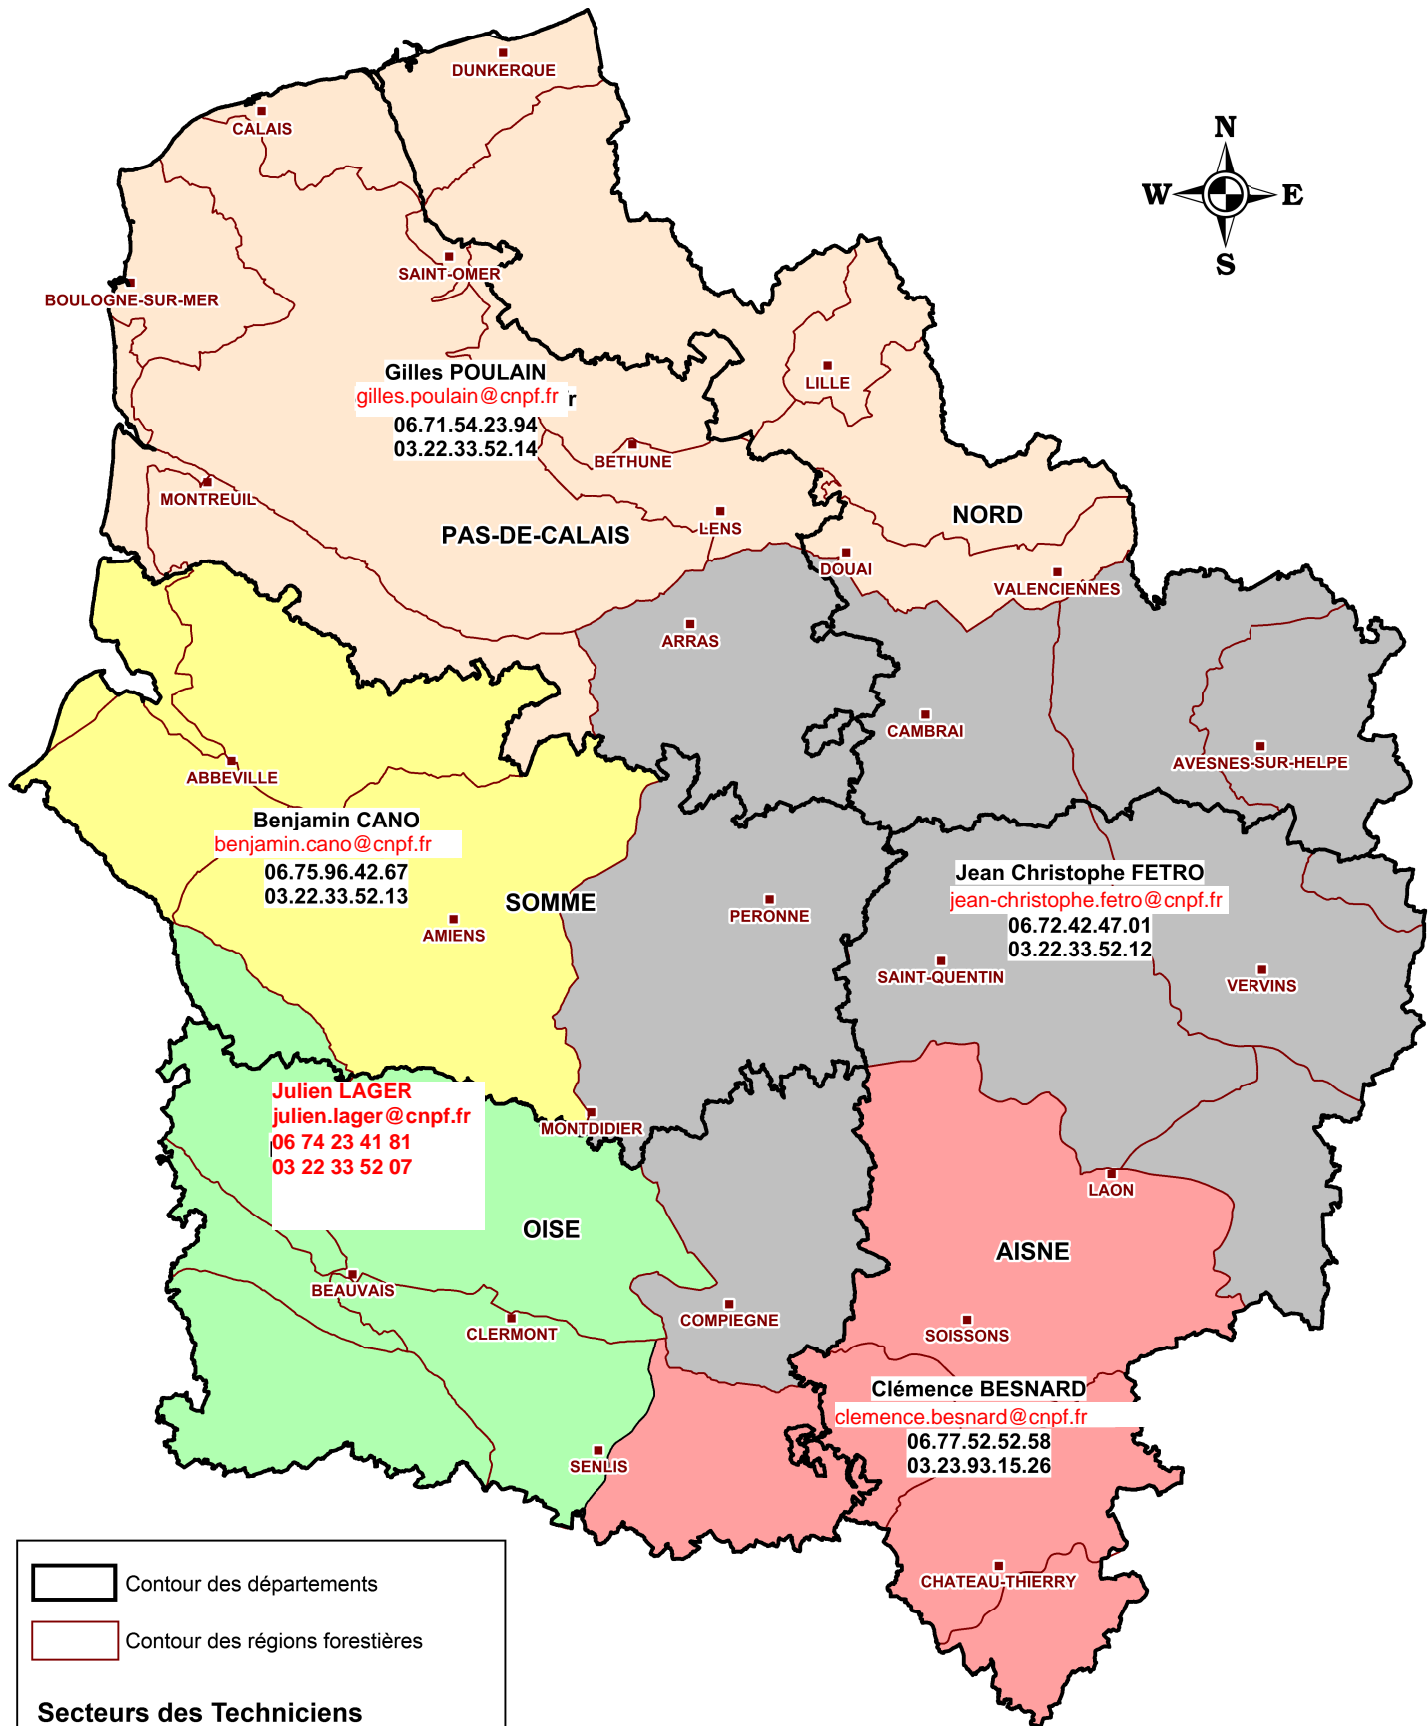 DUNKERQUE
CALAIS
N
W
E
S
SAINT-OMER
BOULOGNE-SUR-MER
Gilles POULAIN
gilles.poulain@cnpf.fr r
06.71.54.23.94
03.22.33.52.14
LILLE
BETHUNE
MONTREUIL
LENS
NORD
PAS-DE-CALAIS
DOUAI
VALENCIENNES
ARRAS
CAMBRAI
AVESNES-SUR-HELPE
ABBEVILLE
Benjamin CANO
benjamin.cano@cnpf.fr
06.75.96.42.67
03.22.33.52.13
Jean Christophe FETRO
jean-christophe.fetro@cnpf.fr
06.72.42.47.01
03.22.33.52.12
SOMME
PERONNE
AMIENS
SAINT-QUENTIN
VERVINS
Julien LAGER
julien.lager@cnpf.fr
06 74 23 41 81
03 22 33 52 07
MONTDIDIER
LAON
OISE
AISNE
BEAUVAIS
CLERMONT
COMPIEGNE
SOISSONS
Clémence BESNARD
clemence.besnard@cnpf.fr
06.77.52.52.58
03.23.93.15.26
SENLIS
CHATEAU-THIERRY
Contour des départements
Contour des régions forestières
Secteurs des Techniciens